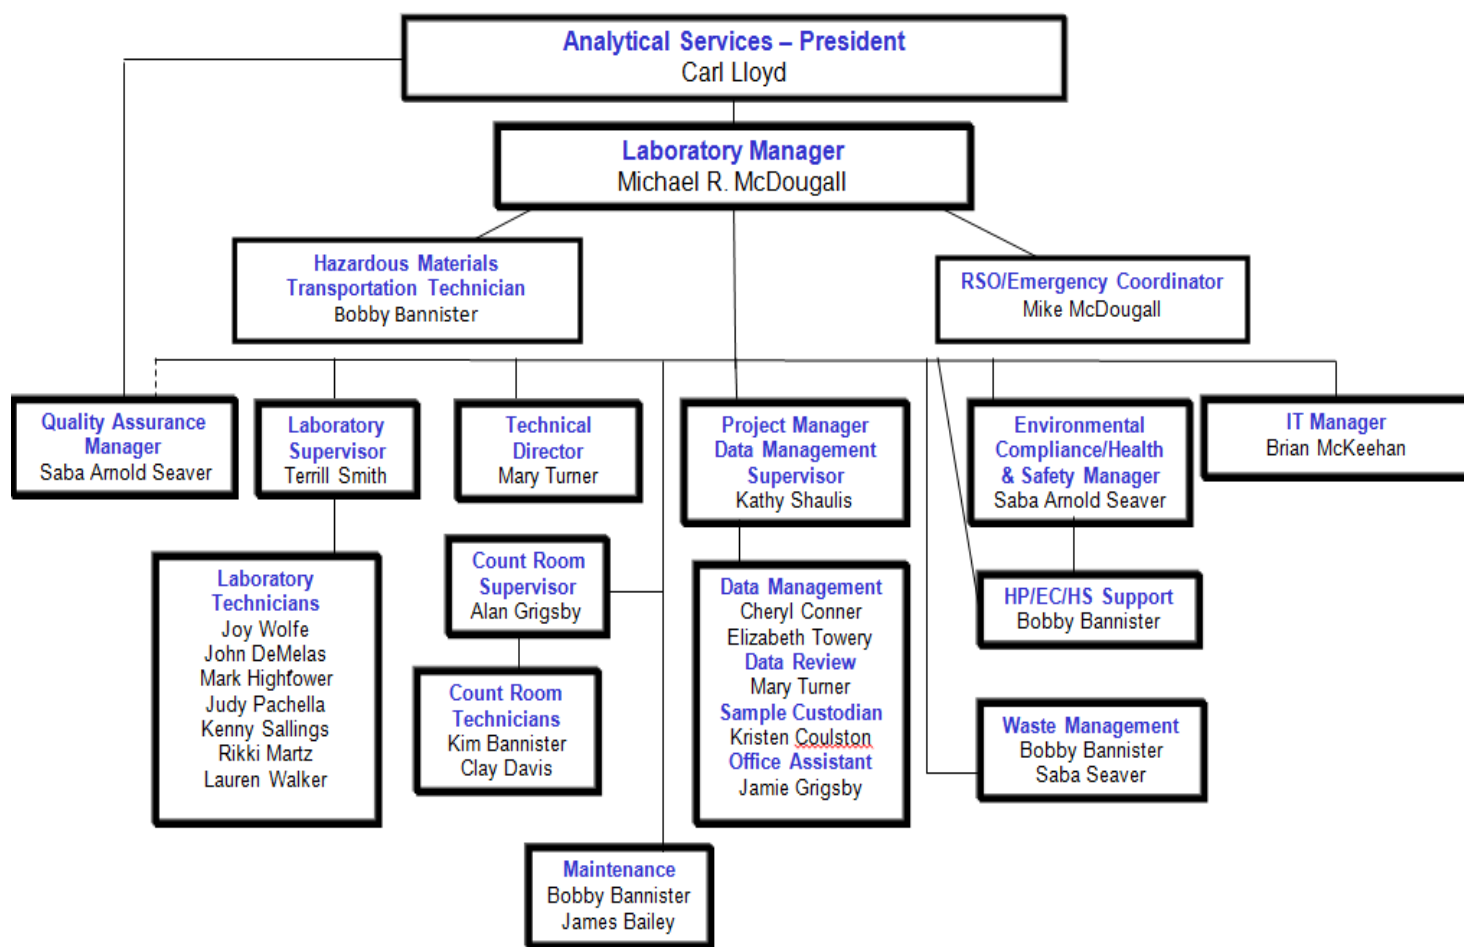 Analytical Services – President
Carl Lloyd
Laboratory Manager
Michael R. McDougall
Hazardous Materials
Transportation Technician
Bobby Bannister
RSO/Emergency Coordinator
Mike McDougall
Quality Assurance
Manager
Saba Arnold Seaver
Laboratory
Supervisor
Terrill Smith
Technical
Director
Mary Turner
Project Manager
Data Management
Supervisor
Kathy Shaulis
Environmental
Compliance/Health
& Safety Manager
Saba Arnold Seaver
IT Manager
Brian McKeehan
Laboratory
Technicians
Joy Wolfe
John DeMelas
Mark Hightower
Judy Pachella
Kenny Sallings
Rikki Martz
Lauren Walker
Count Room
Supervisor
Alan Grigsby
Count Room
Technicians
Kim Bannister
Clay Davis
Data Management
Cheryl Conner
Elizabeth Towery
Data Review
Mary Turner
Sample Custodian
Kristen Coulston
Office Assistant
Jamie Grigsby
HP/EC/HS Support
Bobby Bannister
Waste Management
Bobby Bannister
Saba Seaver
Maintenance
Bobby Bannister
James Bailey